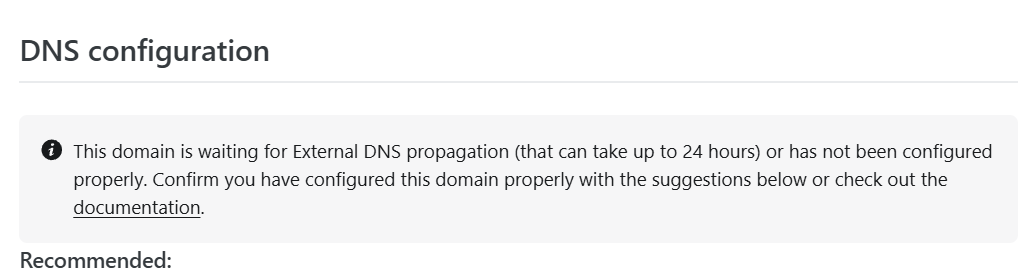 DNS configuration
This domain is waiting for External DNS propagation (that can take up to 24 hours) or has not been configured
properly. Confirm you have configured this domain properly with the suggestions below or check out the
documentation.
Recommended: